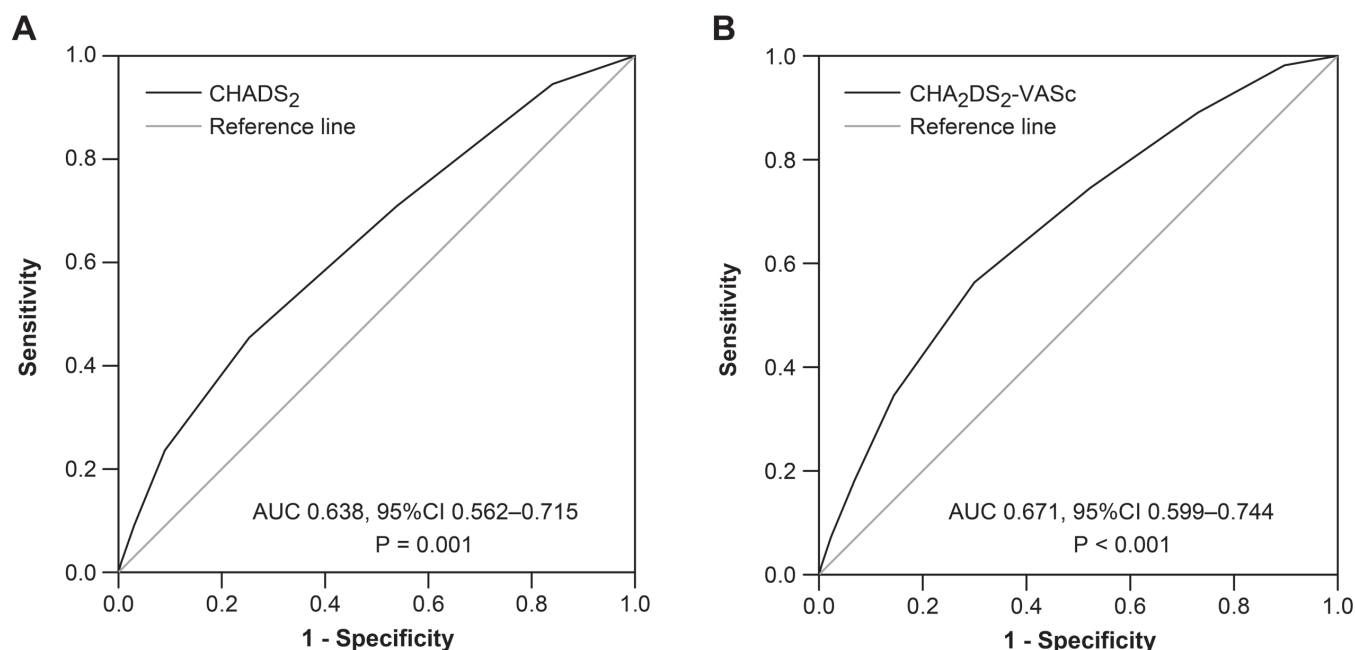 A
1.0
CHADS₂
Reference line
0.8
0.6
Sensitivity
0.4
0.2
AUC 0.638, 95%CI 0.562–0.715
P = 0.001
0.0
0.0 0.2 0.4 0.6 0.8 1.0
1 - Specificity
B
1.0
CHA₂DS₂-VASc
Reference line
0.8
0.6
Sensitivity
0.4
0.2
AUC 0.671, 95%CI 0.599–0.744
P < 0.001
0.0
0.0 0.2 0.4 0.6 0.8 1.0
1 - Specificity